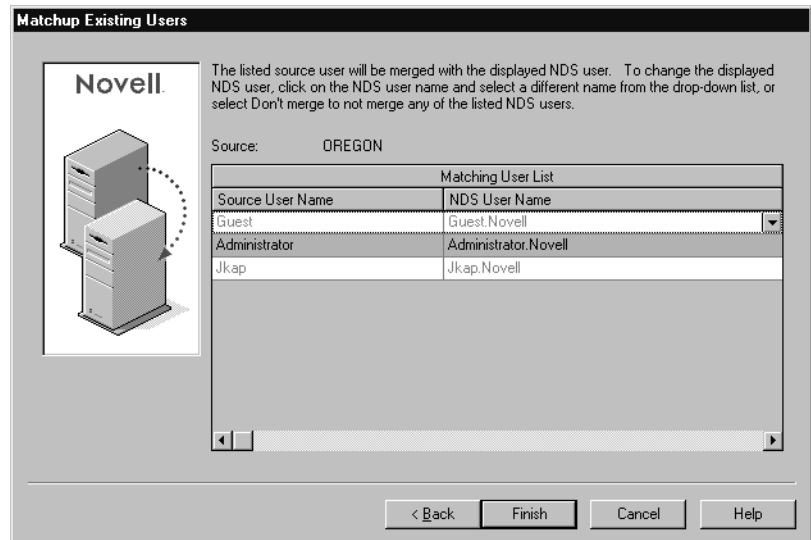 Matchup Existing Users
Novell.
The listed source user will be merged with the displayed NDS user. To change the displayed
NDS user, click on the NDS user name and select a different name from the drop-down list, or
select Don't merge to not merge any of the listed NDS users.
Source: OREGON
Matching User List
Source User Name NDS User Name
Guest Guest.Novell
Administrator Administrator.Novell
Jkap Jkap.Novell
< Back Finish Cancel Help